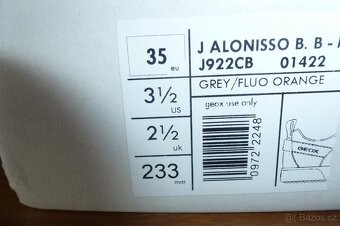 35 eu
3½ us
2½ uk
233 mm
J ALONISSO B. B -
J922CB 01422
GREY/FLUO ORANGE
geox use only
0972 2248
GEOX
Sbazos.cz